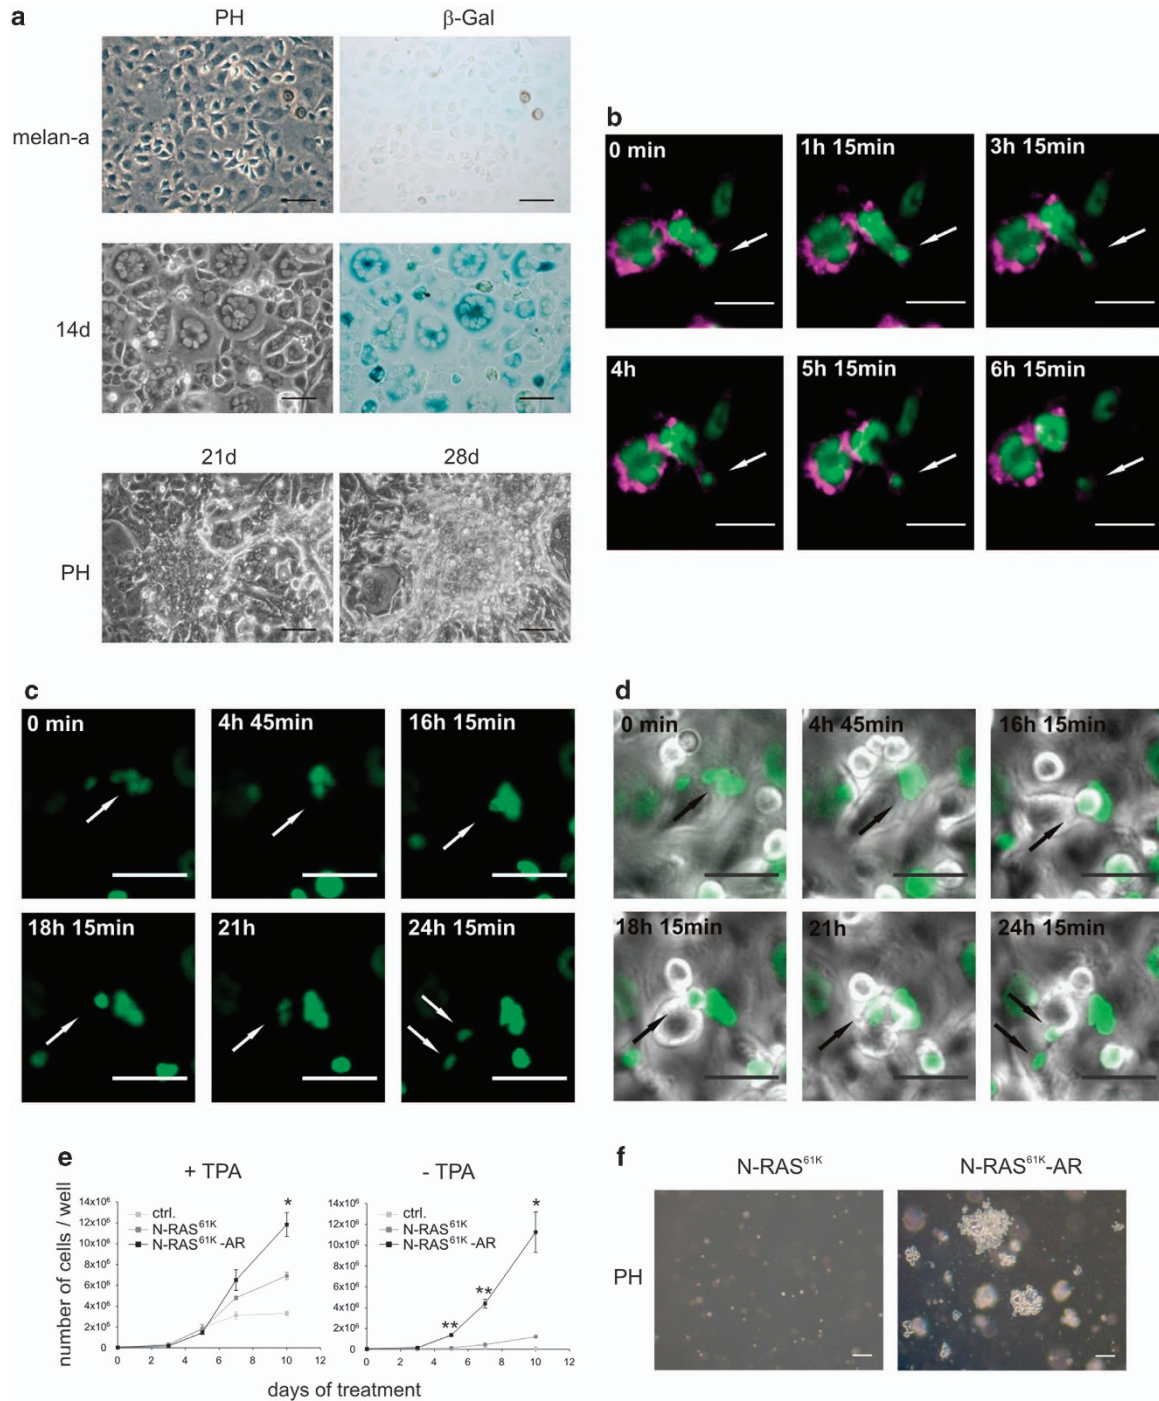 a
PH β-Gal
melan-a
14d
21d 28d
PH
b
0 min 1h 15min 3h 15min
4h 5h 15min 6h 15min
c
0 min 4h 45min 16h 15min
18h 15min 21h 24h 15min
d
0 min 4h 45min 16h 15min
18h 15min 21h 24h 15min
e
+ TPA - TPA
number of cells / well
14x10⁶
12x10⁶
10x10⁶
8x10⁶
6x10⁶
4x10⁶
2x10⁶
0
0 2 4 6 8 10 12
ctrl.
N-RAS⁶¹ᴷ
N-RAS⁶¹ᴷ-AR
*
14x10⁶
12x10⁶
10x10⁶
8x10⁶
6x10⁶
4x10⁶
2x10⁶
0
0 2 4 6 8 10 12
** ** *
days of treatment
f
N-RAS⁶¹ᴷ N-RAS⁶¹ᴷ-AR
PH